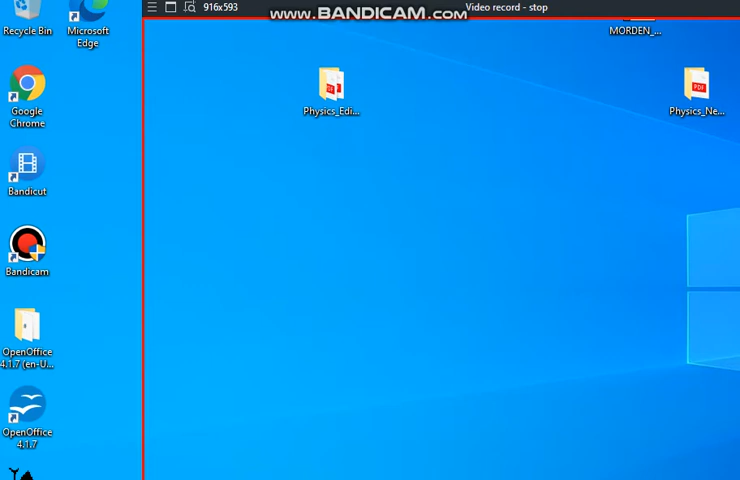 916x593
Video record - stop
www.BANDICAM.com
Recycle Bin
Microsoft
Edge
MORDEN_...
Google
Chrome
Physics_Edi...
Physics_Ne...
PDF
Bandicut
Bandicam
OpenOffice
4.1.7 (en-U...
OpenOffice
4.1.7